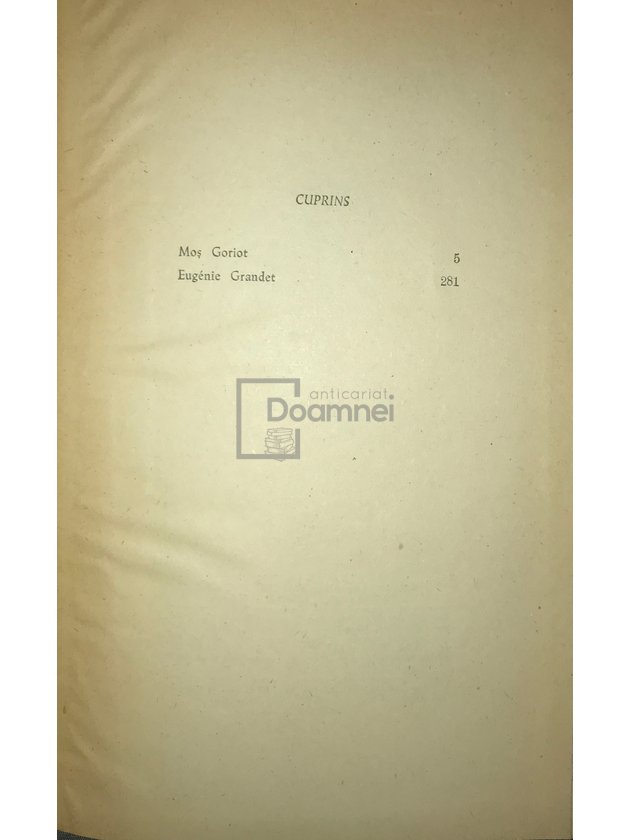 CUPRINS
Moș Goriot 5
Eugénie Grandet 281
anticariat
Doamnei